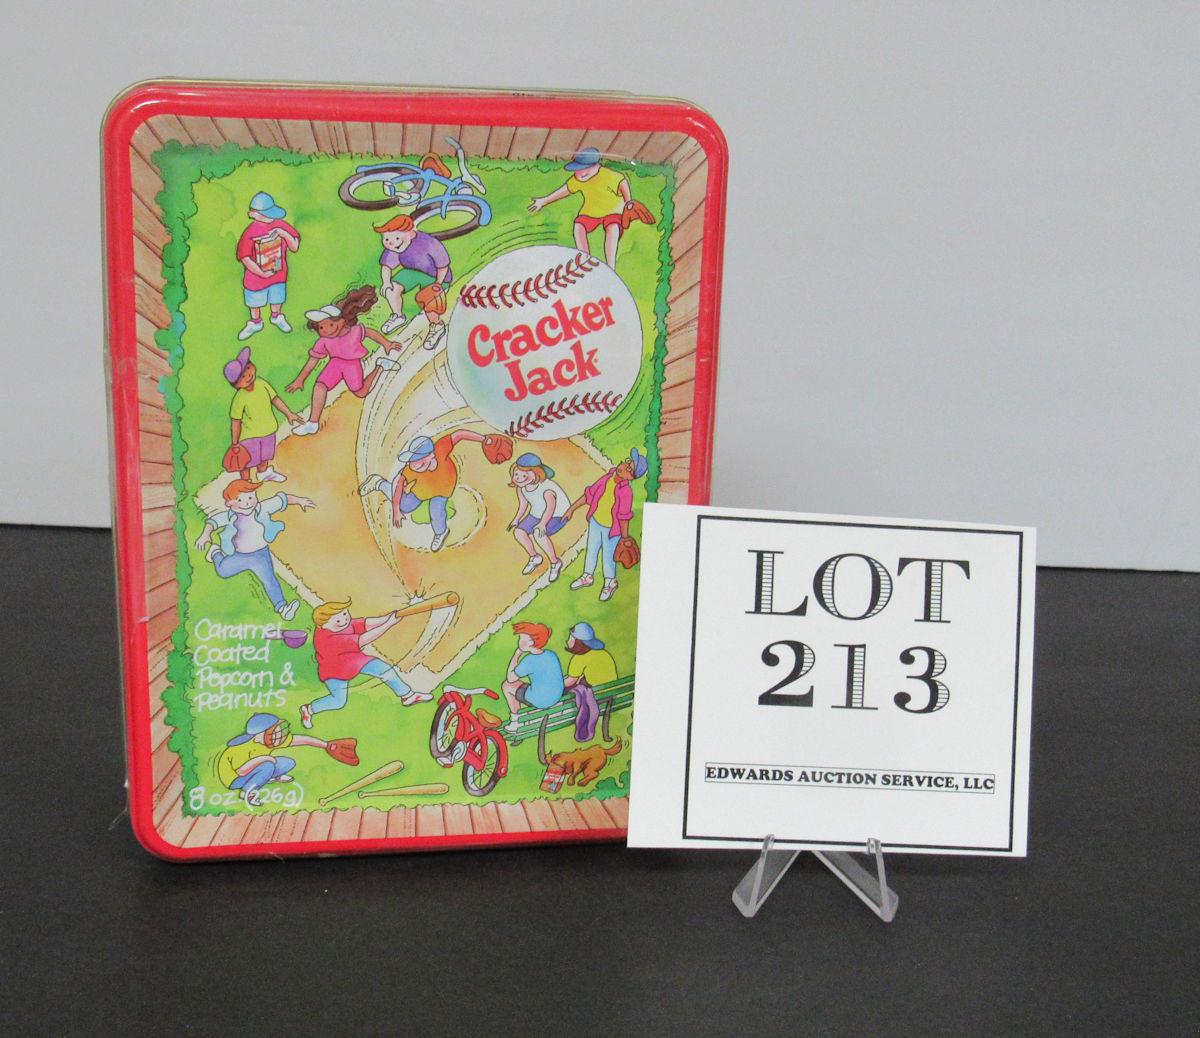 Cracker
Jack
Caramel
Coated
Popcorn &
Peanuts
8 oz (226g)
LOT
213
EDWARDS AUCTION SERVICE, LLC